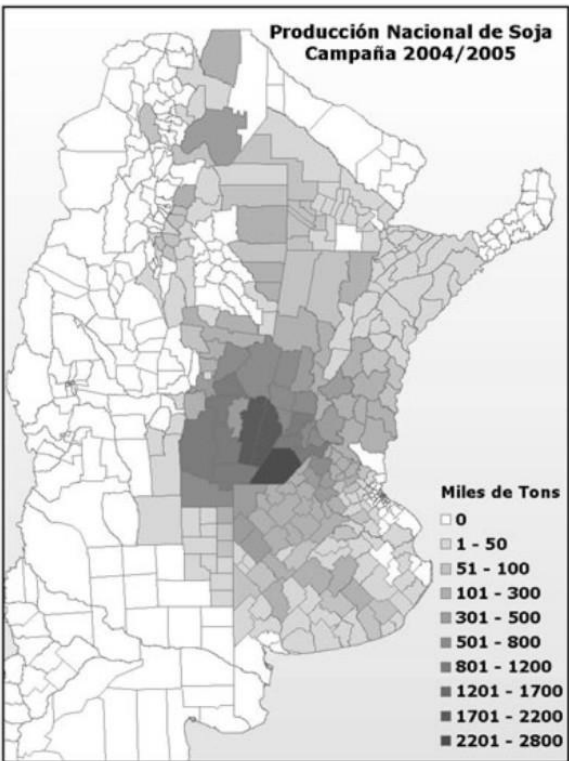 Producción Nacional de Soja
Campaña 2004/2005
Miles de Tons
0
1 - 50
51 - 100
101 - 300
301 - 500
501 - 800
801 - 1200
1201 - 1700
1701 - 2200
2201 - 2800